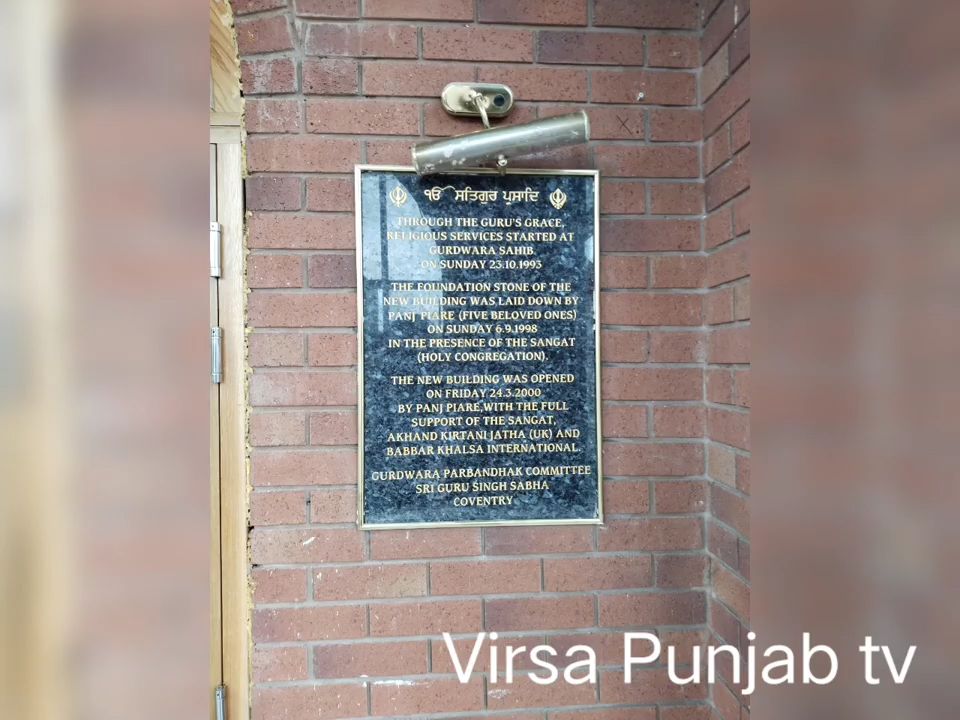 ੴ ਸਤਿਗੁਰ ਪ੍ਰਸਾਦਿ
THROUGH THE GURU'S GRACE,
RELIGIOUS SERVICES STARTED AT
GURDWARA SAHIB,
ON SUNDAY 23.10.1993
THE FOUNDATION STONE OF THE
NEW BUILDING WAS LAID DOWN BY
PANJ PIARE (FIVE BELOVED ONES)
ON SUNDAY 6.9.1998
IN THE PRESENCE OF THE SANGAT
(HOLY CONGREGATION).
THE NEW BUILDING WAS OPENED
ON FRIDAY 24.3.2000
BY PANJ PIARE,WITH THE FULL
SUPPORT OF THE SANGAT,
AKHAND KIRTANI JATHA (UK) AND
BABBAR KHALSA INTERNATIONAL.
GURDWARA PARBANDHAK COMMITTEE
SRI GURU SINGH SABHA
COVENTRY
Virsa Punjab tv